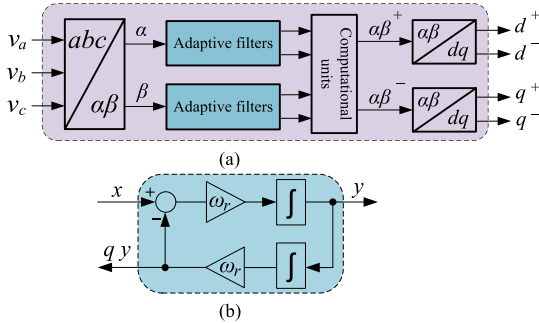 v_a
v_b
v_c
abc
αβ
α
β
Adaptive filters
Adaptive filters
Computational units
αβ⁺
αβ⁻
αβ
dq
αβ
dq
d⁺
d⁻
q⁺
q⁻
(a)
x
+
−
ω_r
∫
y
q y
ω_r
∫
(b)